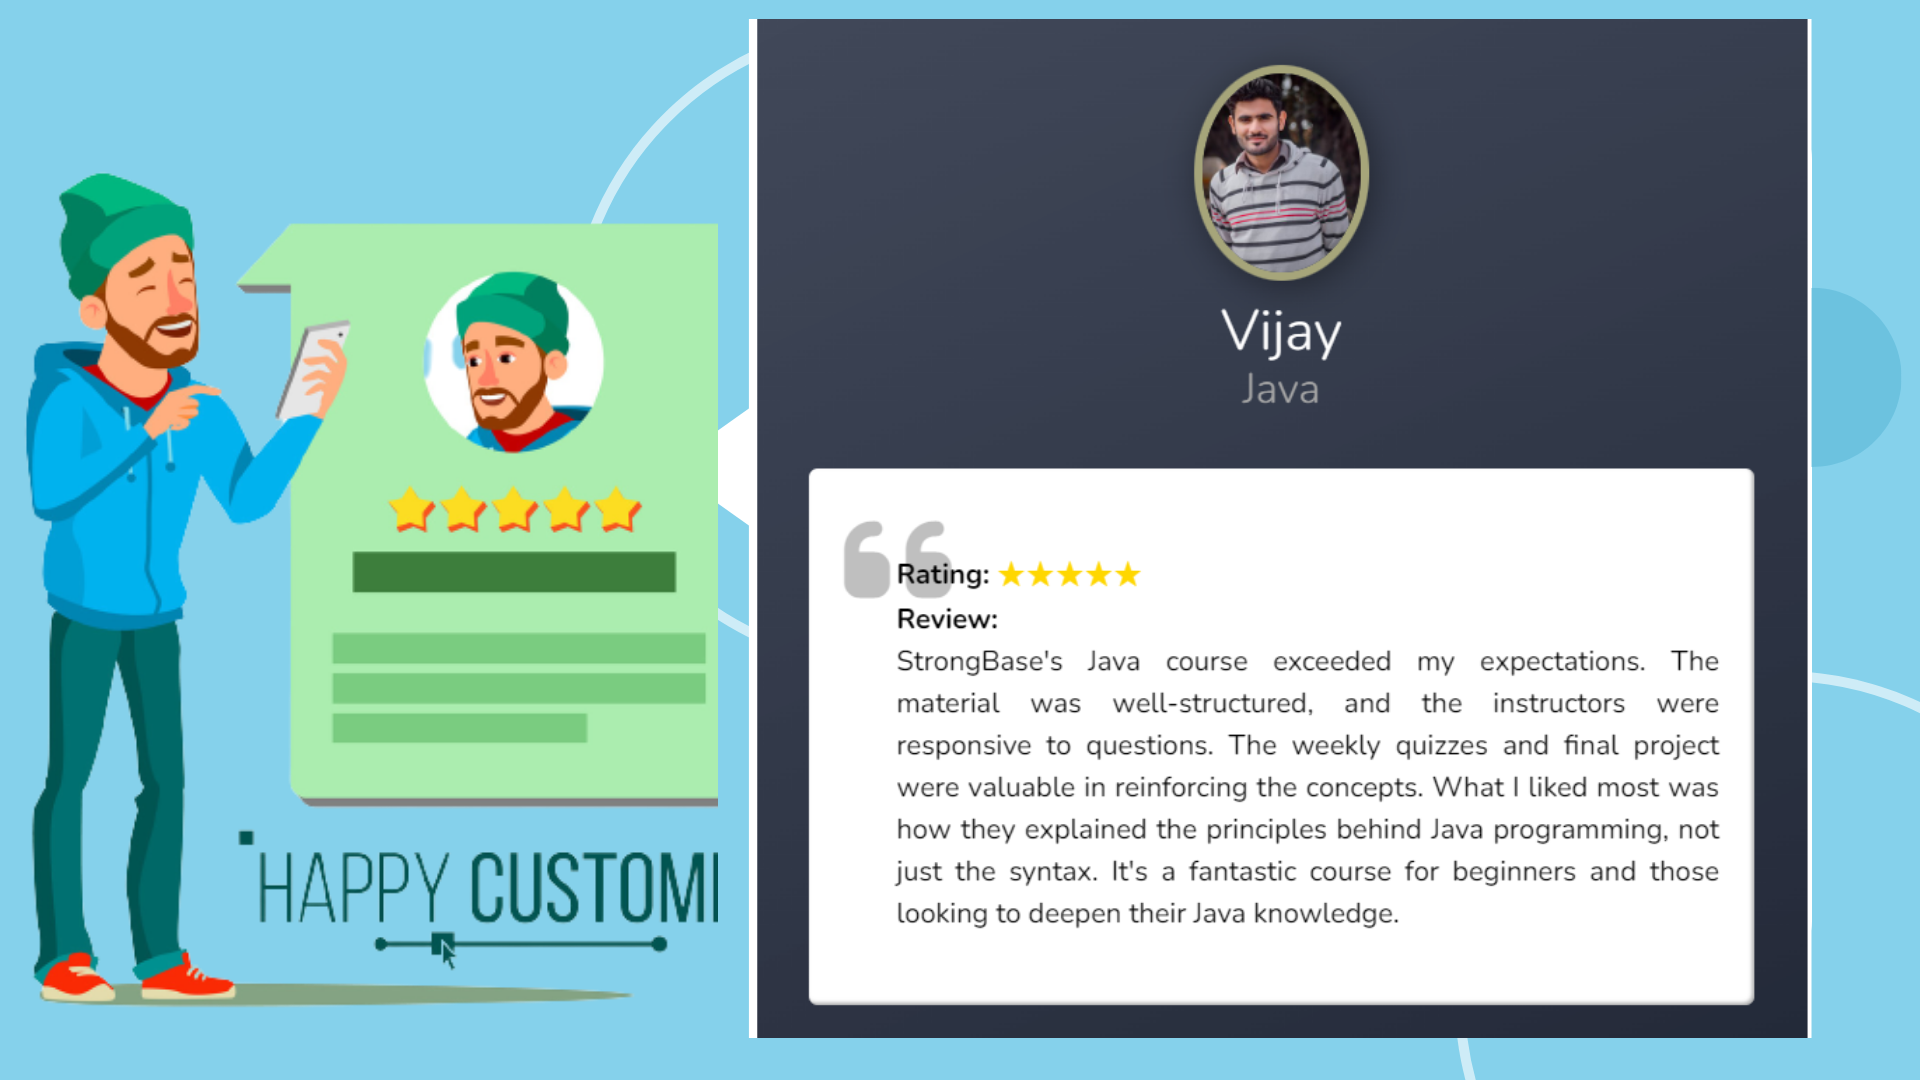 HAPPY CUSTOM
Vijay
Java
Rating: ★★★★★
Review:
StrongBase's Java course exceeded my expectations. The
material was well-structured, and the instructors were
responsive to questions. The weekly quizzes and final project
were valuable in reinforcing the concepts. What I liked most was
how they explained the principles behind Java programming, not
just the syntax. It's a fantastic course for beginners and those
looking to deepen their Java knowledge.